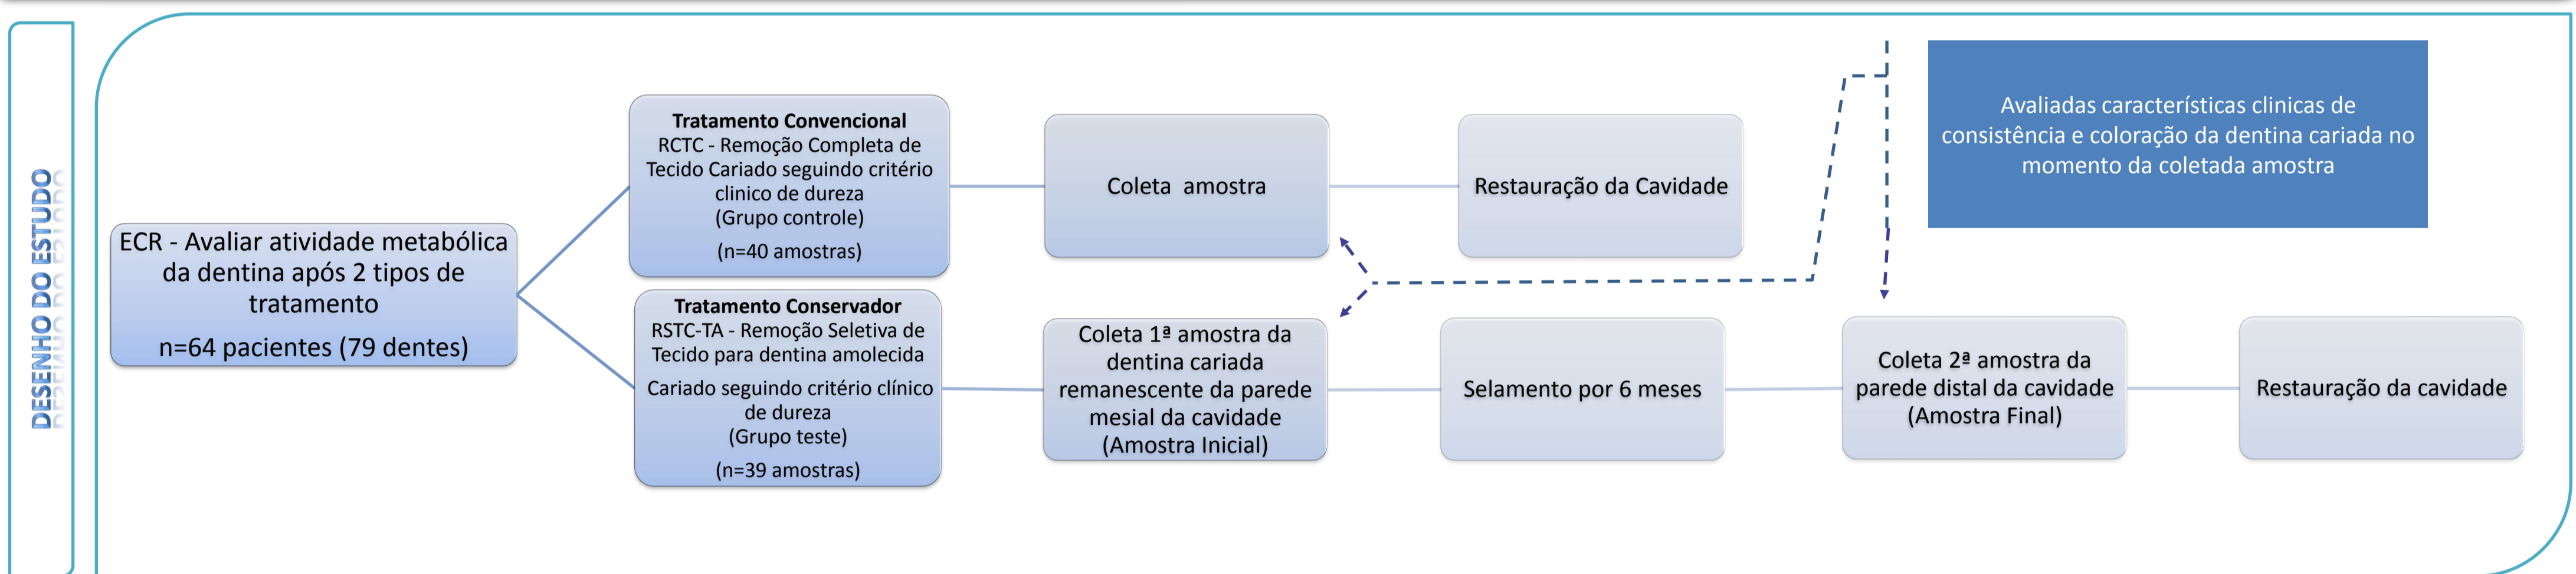 DESENHO DO ESTUDO
ECR - Avaliar atividade metabólica
da dentina após 2 tipos de
tratamento
n=64 pacientes (79 dentes)
Tratamento Convencional
RCTC - Remoção Completa de
Tecido Cariado seguindo critério
clinico de dureza
(Grupo controle)
(n=40 amostras)
Coleta  amostra
Restauração da Cavidade
Avaliadas características clinicas de
consistência e coloração da dentina cariada no
momento da coletada amostra
Tratamento Conservador
RSTC-TA - Remoção Seletiva de
Tecido para dentina amolecida
Cariado seguindo critério clínico
de dureza
(Grupo teste)
(n=39 amostras)
Coleta 1ª amostra da
dentina cariada
remanescente da parede
mesial da cavidade
(Amostra Inicial)
Selamento por 6 meses
Coleta 2ª amostra da
parede distal da cavidade
(Amostra Final)
Restauração da cavidade